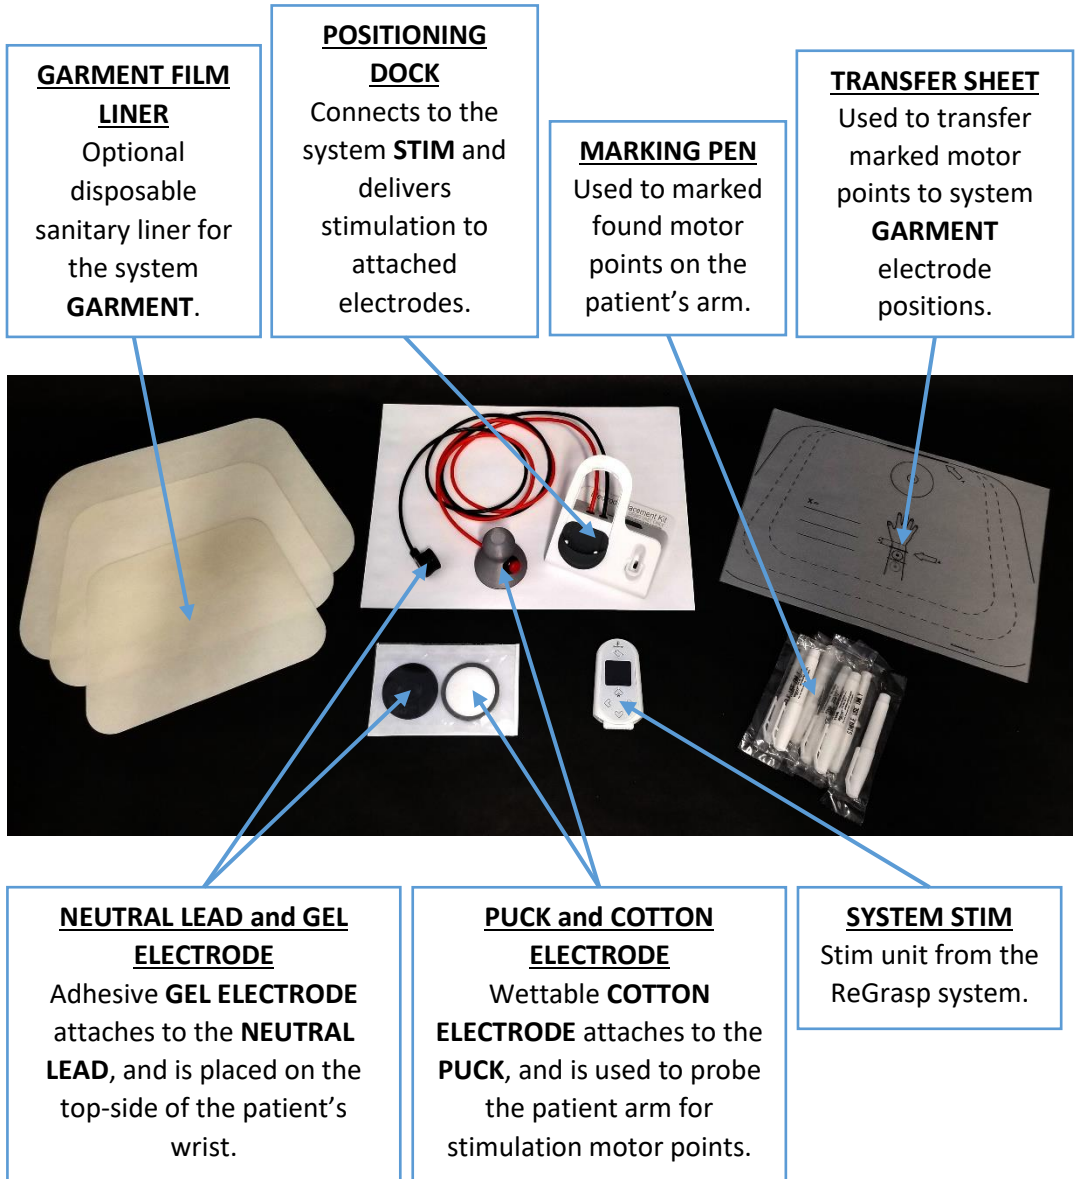 GARMENT FILM
LINER
Optional
disposable
sanitary liner for
the system
GARMENT.
POSITIONING
DOCK
Connects to the
system STIM and
delivers
stimulation to
attached
electrodes.
MARKING PEN
Used to marked
found motor
points on the
patient’s arm.
TRANSFER SHEET
Used to transfer
marked motor
points to system
GARMENT
electrode
positions.
NEUTRAL LEAD and GEL
ELECTRODE
Adhesive GEL ELECTRODE
attaches to the NEUTRAL
LEAD, and is placed on the
top-side of the patient’s
wrist.
PUCK and COTTON
ELECTRODE
Wettable COTTON
ELECTRODE attaches to the
PUCK, and is used to probe
the patient arm for
stimulation motor points.
SYSTEM STIM
Stim unit from the
ReGrasp system.